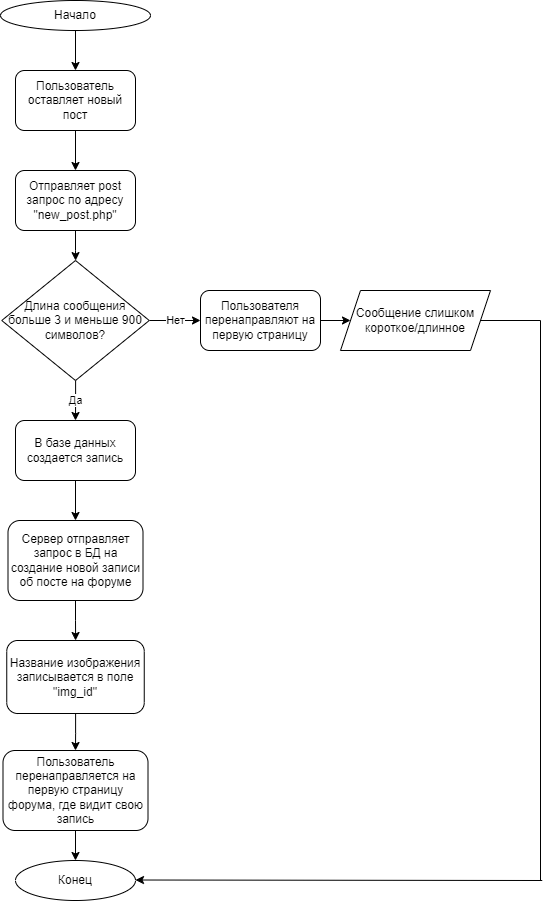 Начало
Пользователь
оставляет новый
пост
Отправляет post
запрос по адресу
"new_post.php"
Длина сообщения
больше 3 и меньше 900
символов?
Нет
Пользователя
перенаправляют на
первую страницу
Сообщение слишком
короткое/длинное
Да
В базе данных
создается запись
Сервер отправляет
запрос в БД на
создание новой записи
об посте на форуме
Название изображения
записывается в поле
"img_id"
Пользователь
перенаправляется на
первую страницу
форума, где видит свою
запись
Конец